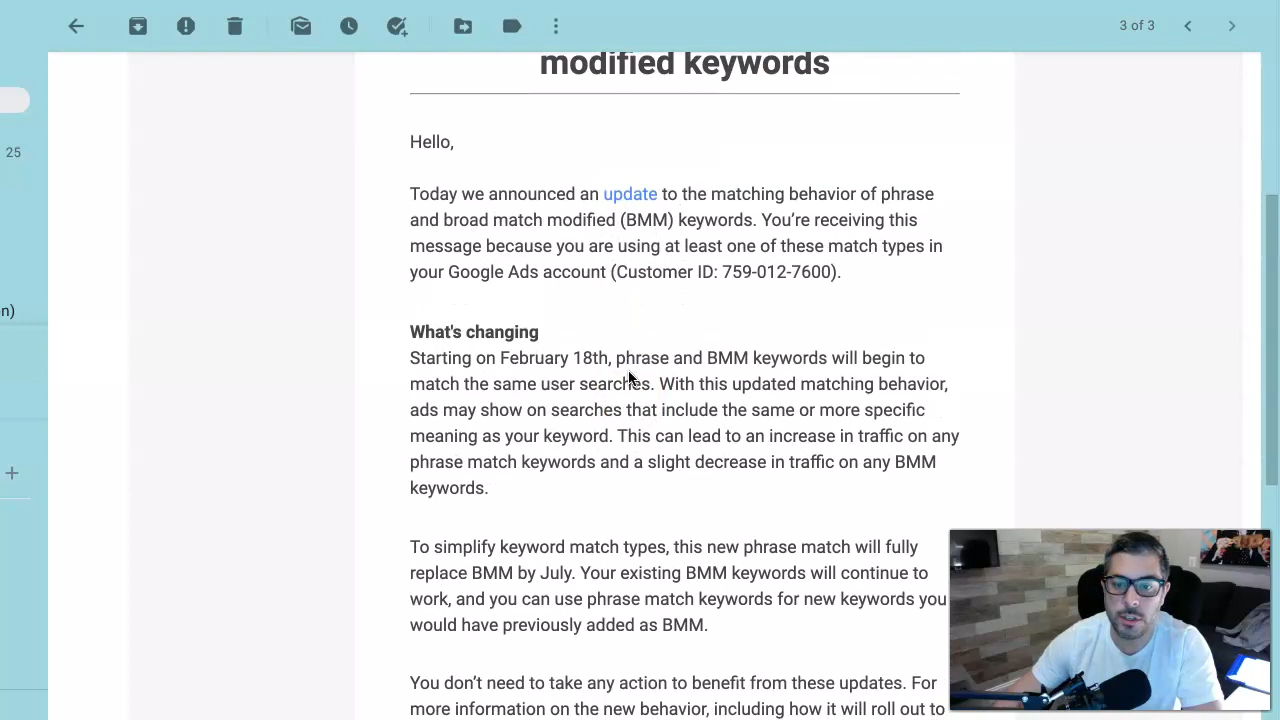 3 of 3
modified keywords
25
Hello,
Today we announced an update to the matching behavior of phrase
and broad match modified (BMM) keywords. You’re receiving this
message because you are using at least one of these match types in
your Google Ads account (Customer ID: 759-012-7600).
n)
What's changing
Starting on February 18th, phrase and BMM keywords will begin to
match the same user searches. With this updated matching behavior,
ads may show on searches that include the same or more specific
meaning as your keyword. This can lead to an increase in traffic on any
phrase match keywords and a slight decrease in traffic on any BMM
keywords.
To simplify keyword match types, this new phrase match will fully
replace BMM by July. Your existing BMM keywords will continue to
work, and you can use phrase match keywords for new keywords you
would have previously added as BMM.
You don’t need to take any action to benefit from these updates. For
more information on the new behavior, including how it will roll out to